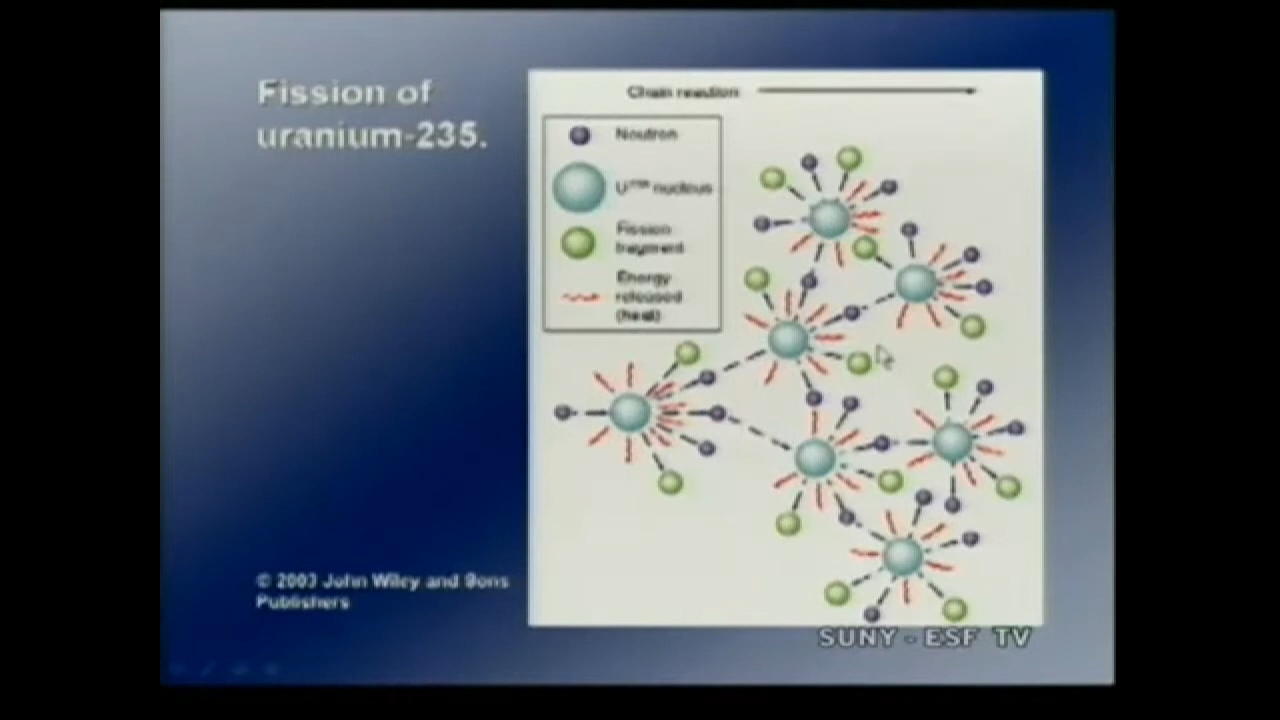 Fission of
uranium-235.
Chain reaction
Neutron
nucleus
Fission
fragment
Energy
released
(heat)
© 2003 John Wiley and Sons
Publishers
SUNY - ESF TV